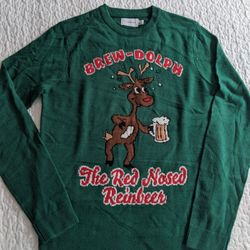 BREW-DOLPH
The Red Nosed
Reinbeer